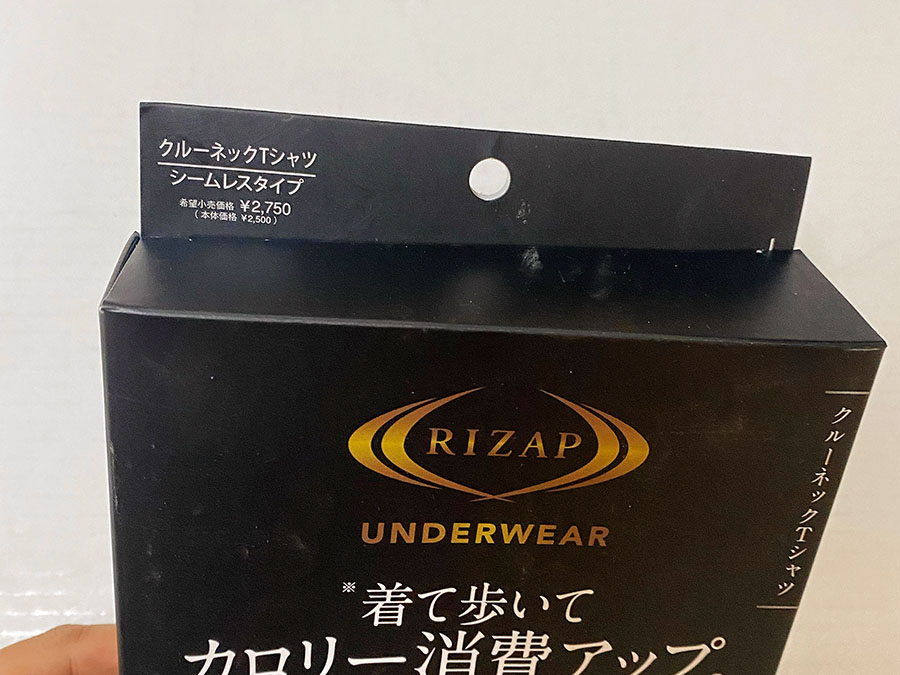 クルーネックTシャツ
シームレスタイプ
希望小売価格 ¥2,750
(本体価格 ¥2,500)
RIZAP
UNDERWEAR
※着て歩いて
カロリー消費アップ。
クルーネックTシャツ